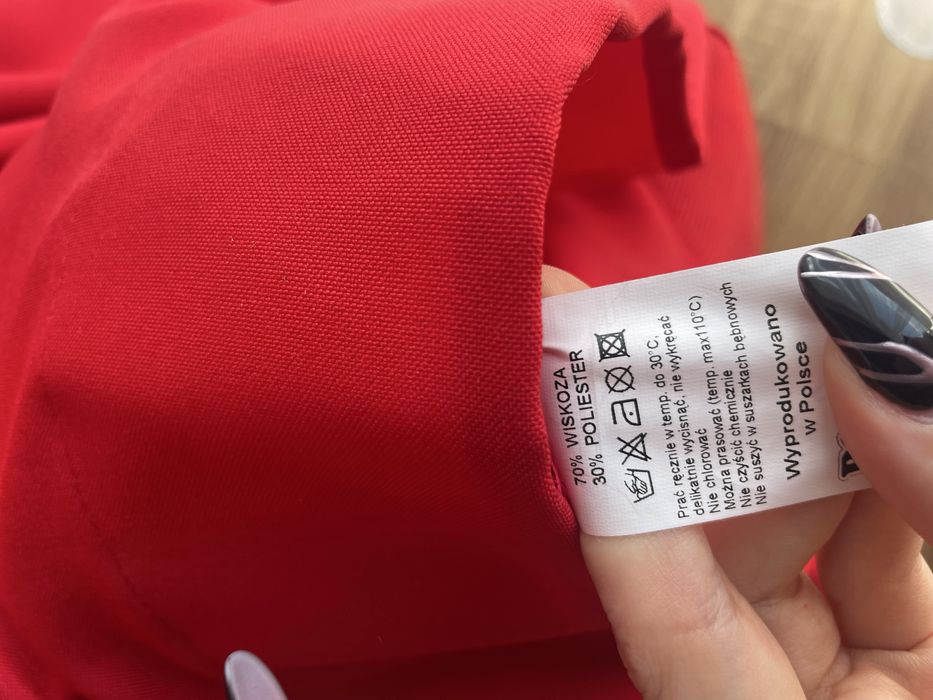 70% WISKOZA
30% POLIESTER
Prać ręcznie w temp. do 30°C,
delikatnie wycisnąć, nie wykręcać
Nie chlorować
Można prasować (temp. max110°C)
Nie czyścić chemicznie
Nie suszyć w suszarkach bębnowych
Wyprodukowano
w Polsce